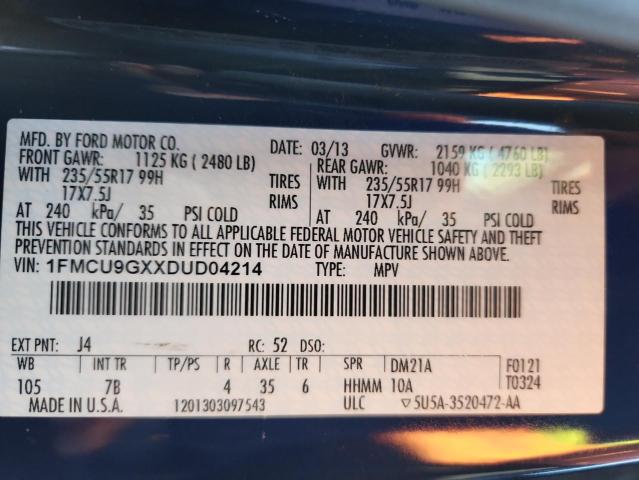 MFD. BY FORD MOTOR CO.
DATE: 03/13 GVWR: 2159 KG ( 4760 LB)
FRONT GAWR: 1125 KG ( 2480 LB)
REAR GAWR: 1040 KG ( 2293 LB)
WITH 235/55R17 99H TIRES
WITH 235/55R17 99H TIRES
17X7.5J RIMS
17X7.5J RIMS
AT 240 kPa/ 35 PSI COLD
AT 240 kPa/ 35 PSI COLD
THIS VEHICLE CONFORMS TO ALL APPLICABLE FEDERAL MOTOR VEHICLE SAFETY AND THEFT
PREVENTION STANDARDS IN EFFECT ON THE DATE OF MANUFACTURE SHOWN ABOVE.
VIN: 1FMCU9GXXDUD04214 TYPE: MPV
EXT PNT: J4 RC: 52 DSO:
WB INT TR TP/PS R AXLE TR SPR DM21A F0121
105 7B 4 35 6 HHMM 10A T0324
MADE IN U.S.A. 1201303097543 ULC 5U5A-3520472-AA